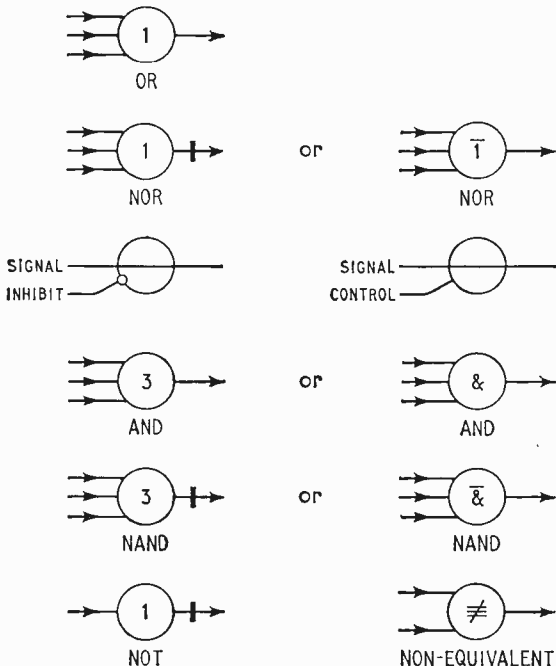 1
OR
1 or 1̅
NOR NOR
SIGNAL SIGNAL
INHIBIT CONTROL
3 or &
AND AND
3 or &̅
NAND NAND
1 ≢
NOT NON-EQUIVALENT